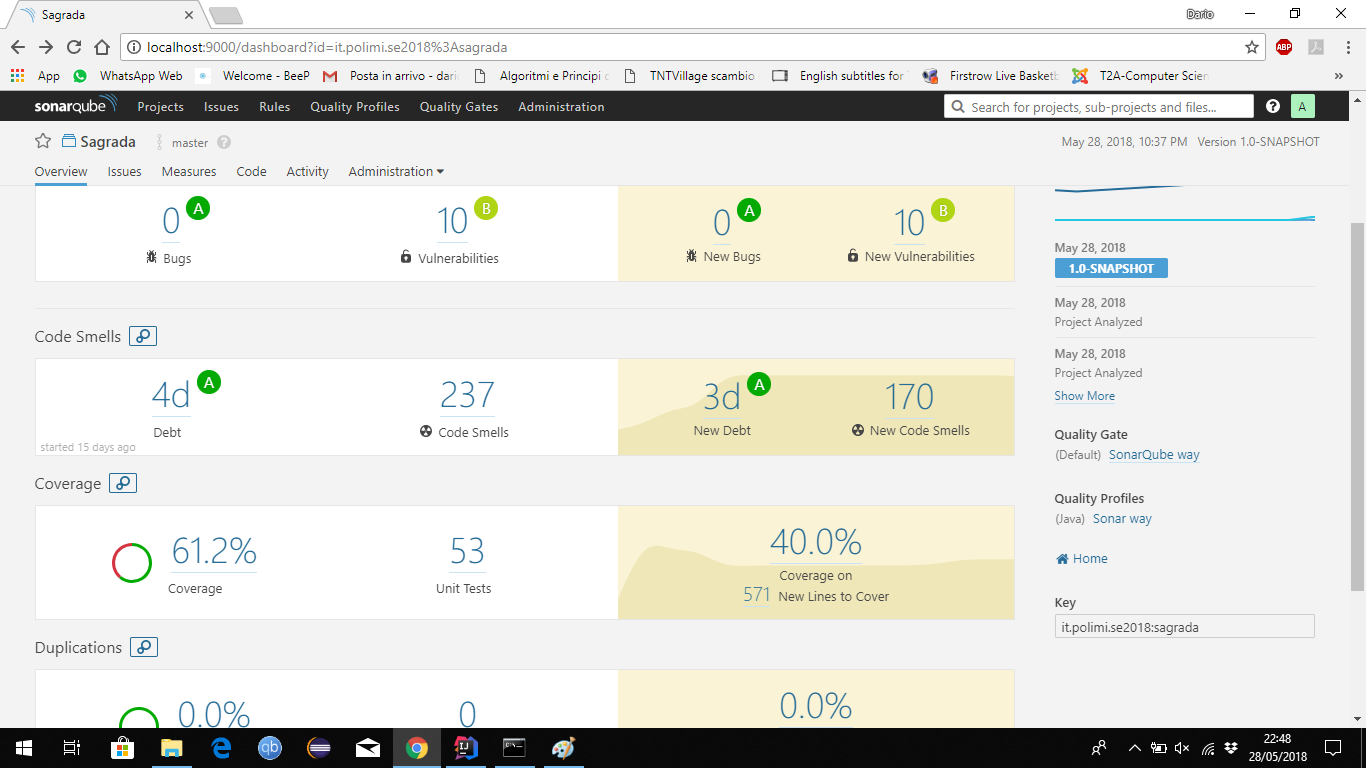 Sagrada
Dario
localhost:9000/dashboard?id=it.polimi.se2018%3Asagrada
ABP
App WhatsApp Web Welcome - BeeP Posta in arrivo - dari Algoritmi e Principi TNTVillage scambio English subtitles for Firstrow Live Basketb T2A-Computer Scien »
sonarqube Projects Issues Rules Quality Profiles Quality Gates Administration Search for projects, sub-projects and files... ? A
Sagrada master ? May 28, 2018, 10:37 PM Version 1.0-SNAPSHOT
Overview Issues Measures Code Activity Administration
0 A 10 B 0 A 10 B
Bugs Vulnerabilities New Bugs New Vulnerabilities
Code Smells
4d A 237 3d A 170
Debt Code Smells New Debt New Code Smells
started 15 days ago
Coverage
61.2% 53 40.0%
Coverage Unit Tests Coverage on
571 New Lines to Cover
Duplications
0.0% 0 0.0%
May 28, 2018
1.0-SNAPSHOT
May 28, 2018
Project Analyzed
May 28, 2018
Project Analyzed
Show More
Quality Gate
(Default) SonarQube way
Quality Profiles
(Java) Sonar way
Home
Key
it.polimi.se2018:sagrada
qb IJ C:\
22:48
28/05/2018